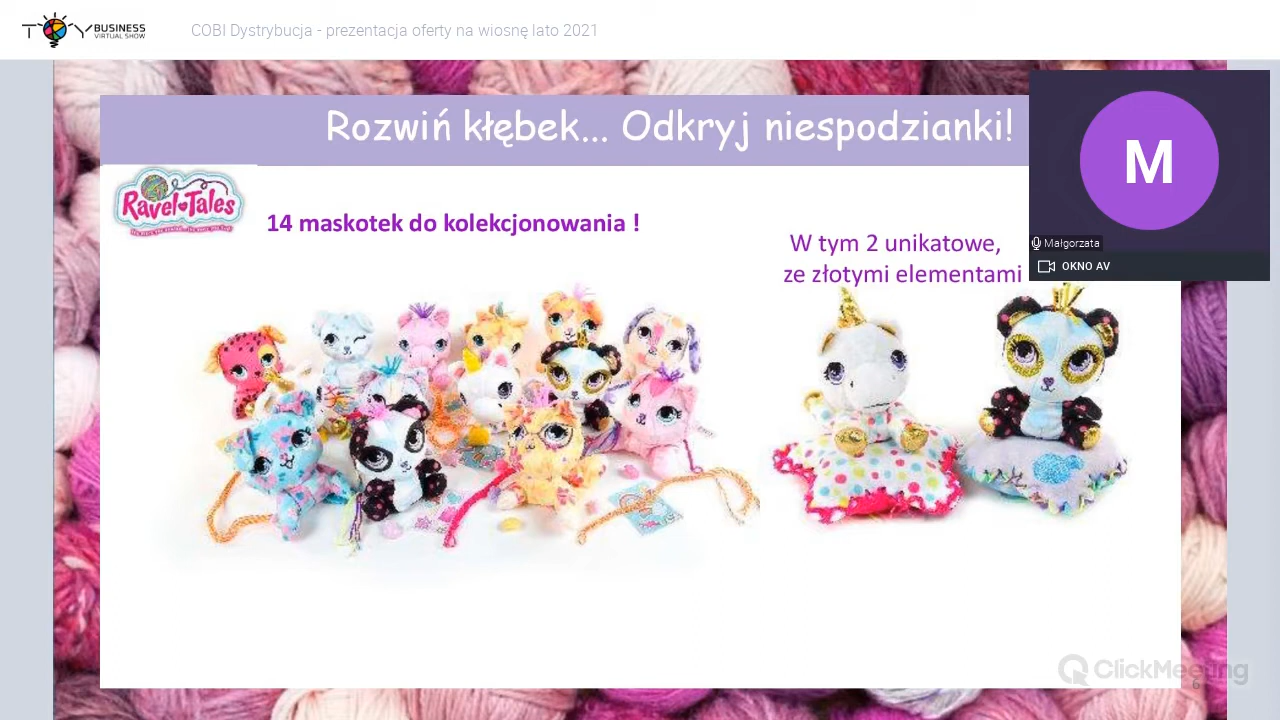 TOY BUSINESS
VIRTUAL SHOW
COBI Dystrybucja - prezentacja oferty na wiosnę lato 2021
Rozwiń kłębek... Odkryj niespodzianki!
Ravel Tales
14 maskotek do kolekcjonowania !
W tym 2 unikatowe,
ze złotymi elementami
M
Małgorzata
OKNO AV
ClickMeeting
6